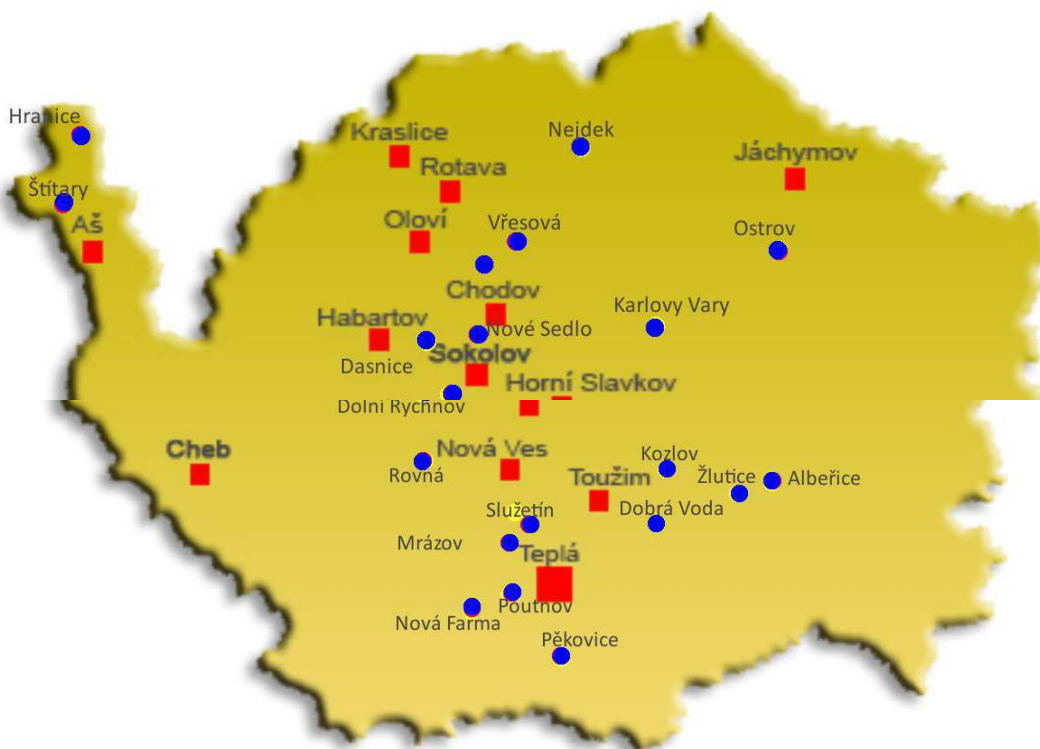 Hranice
Kraslice
Nejdek
Jáchymov
Rotava
Štítary
Aš
Oloví
Vřesová
Ostrov
Chodov
Karlovy Vary
Habartov
Nové Sedlo
Dasnice
Sokolov
Horní Slavkov
Dolní Rychnov
Cheb
Nová Ves
Kozlov
Rovná
Toužim
Žlutice
Albeřice
Služetín
Dobrá Voda
Mrázov
Teplá
Poutnov
Nová Farma
Pěkovice